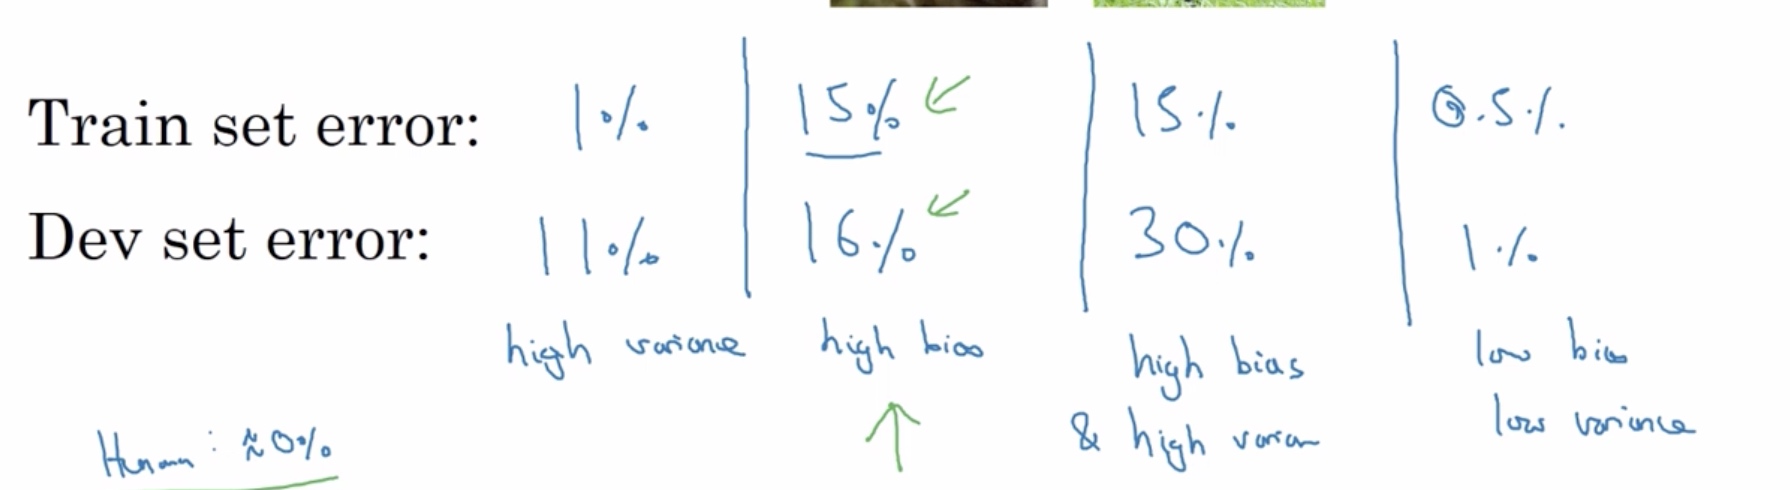 Train set error: 1% 15% 15% 0.5%
Dev set error: 11% 16% 30% 1%
high variance high bias high bias low bias
& high varian low variance
Human: ≈0%